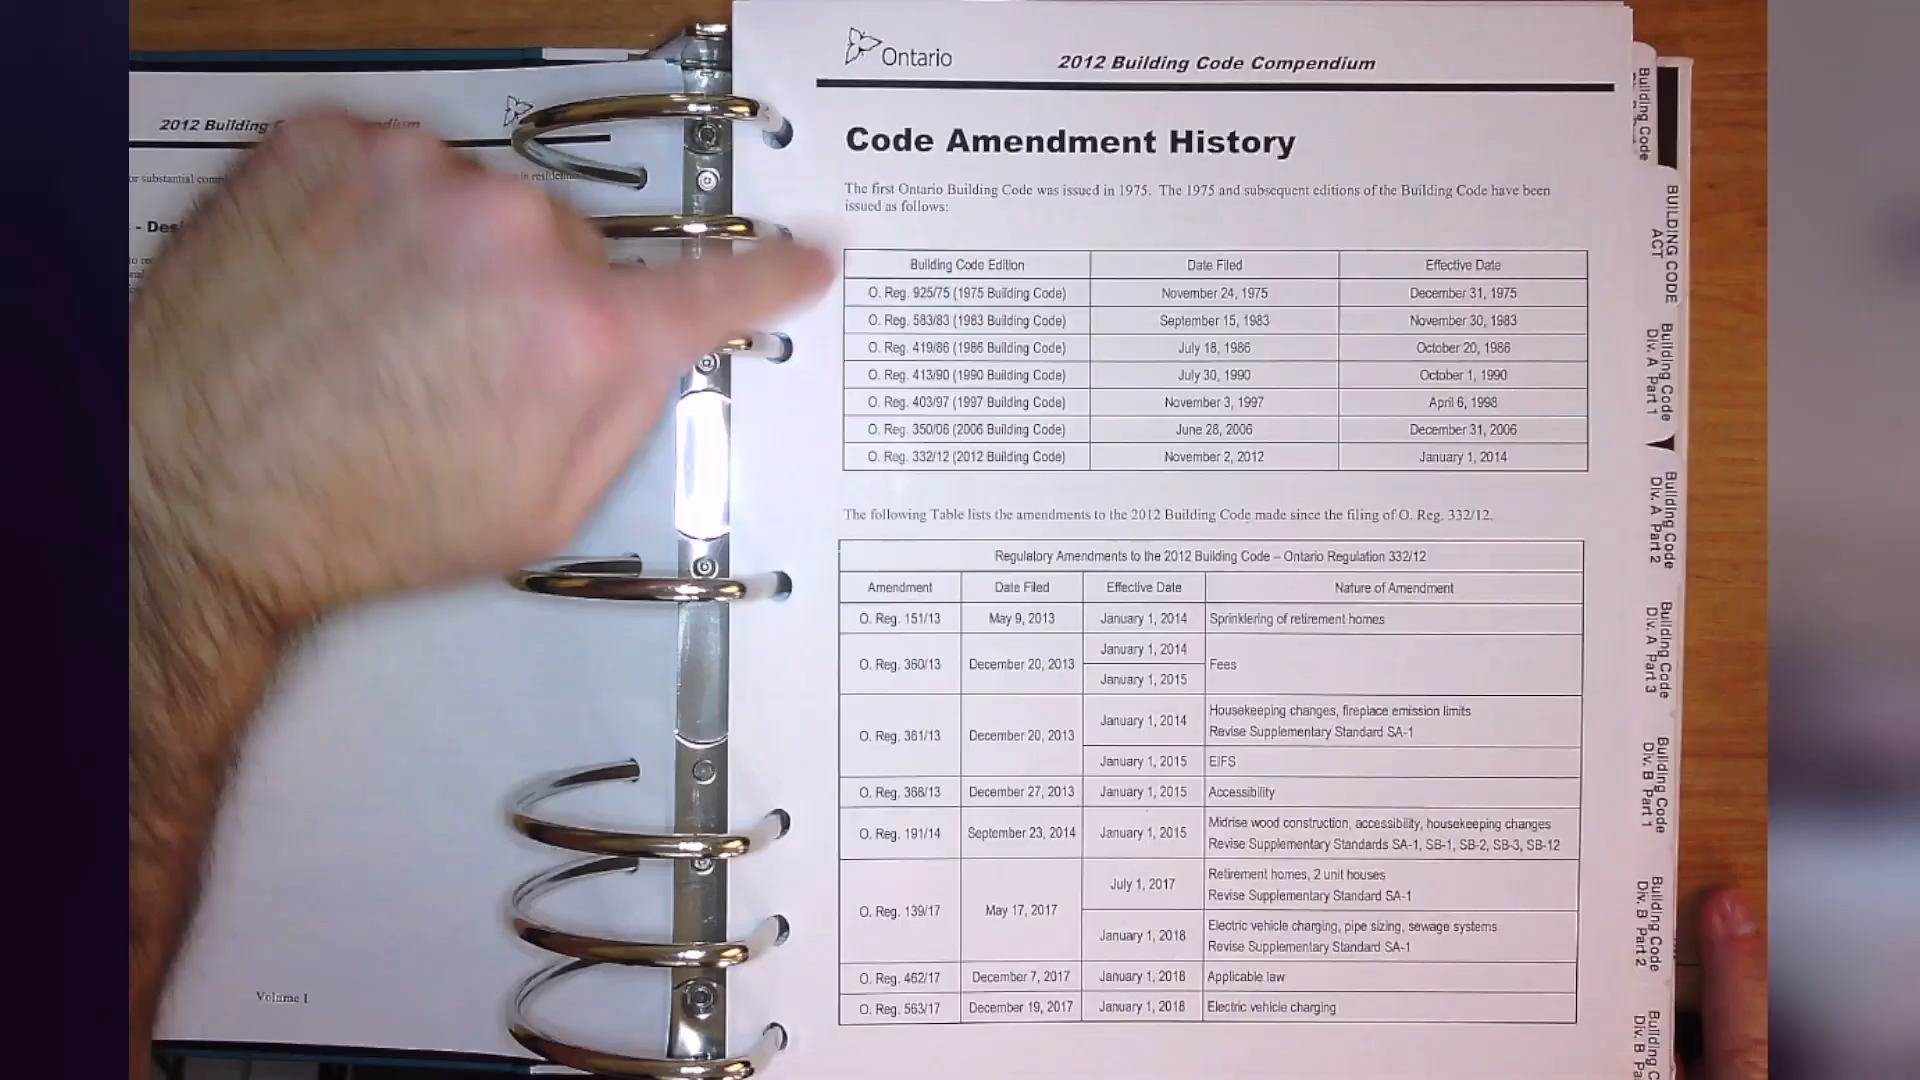 2012 Building
or substantial
in residen
- Des
Volume I
Ontario
2012 Building Code Compendium
Code Amendment History
The first Ontario Building Code was issued in 1975. The 1975 and subsequent editions of the Building Code have been
issued as follows:
Building Code Edition Date Filed Effective Date
O. Reg. 925/75 (1975 Building Code) November 24, 1975 December 31, 1975
O. Reg. 583/83 (1983 Building Code) September 15, 1983 November 30, 1983
O. Reg. 419/86 (1986 Building Code) July 18, 1986 October 20, 1986
O. Reg. 413/90 (1990 Building Code) July 30, 1990 October 1, 1990
O. Reg. 403/97 (1997 Building Code) November 3, 1997 April 6, 1998
O. Reg. 350/06 (2006 Building Code) June 28, 2006 December 31, 2006
O. Reg. 332/12 (2012 Building Code) November 2, 2012 January 1, 2014
The following Table lists the amendments to the 2012 Building Code made since the filing of O. Reg. 332/12.
Regulatory Amendments to the 2012 Building Code – Ontario Regulation 332/12
Amendment Date Filed Effective Date Nature of Amendment
O. Reg. 151/13 May 9, 2013 January 1, 2014 Sprinklering of retirement homes
O. Reg. 360/13 December 20, 2013 January 1, 2014 Fees
January 1, 2015
O. Reg. 361/13 December 20, 2013 January 1, 2014 Housekeeping changes, fireplace emission limits
Revise Supplementary Standard SA-1
January 1, 2015 EIFS
O. Reg. 368/13 December 27, 2013 January 1, 2015 Accessibility
O. Reg. 191/14 September 23, 2014 January 1, 2015 Midrise wood construction, accessibility, housekeeping changes
Revise Supplementary Standards SA-1, SB-1, SB-2, SB-3, SB-12
O. Reg. 139/17 May 17, 2017 July 1, 2017 Retirement homes, 2 unit houses
Revise Supplementary Standard SA-1
January 1, 2018 Electric vehicle charging, pipe sizing, sewage systems
Revise Supplementary Standard SA-1
O. Reg. 462/17 December 7, 2017 January 1, 2018 Applicable law
O. Reg. 563/17 December 19, 2017 January 1, 2018 Electric vehicle charging
Building Code
BUILDING CODE
ACT
Building Code
Div. A Part 1
Building Code
Div. A Part 2
Building Code
Div. A Part 3
Building Code
Div. B Part 1
Building Code
Div. B Part 2
Building C
Div. B Pa